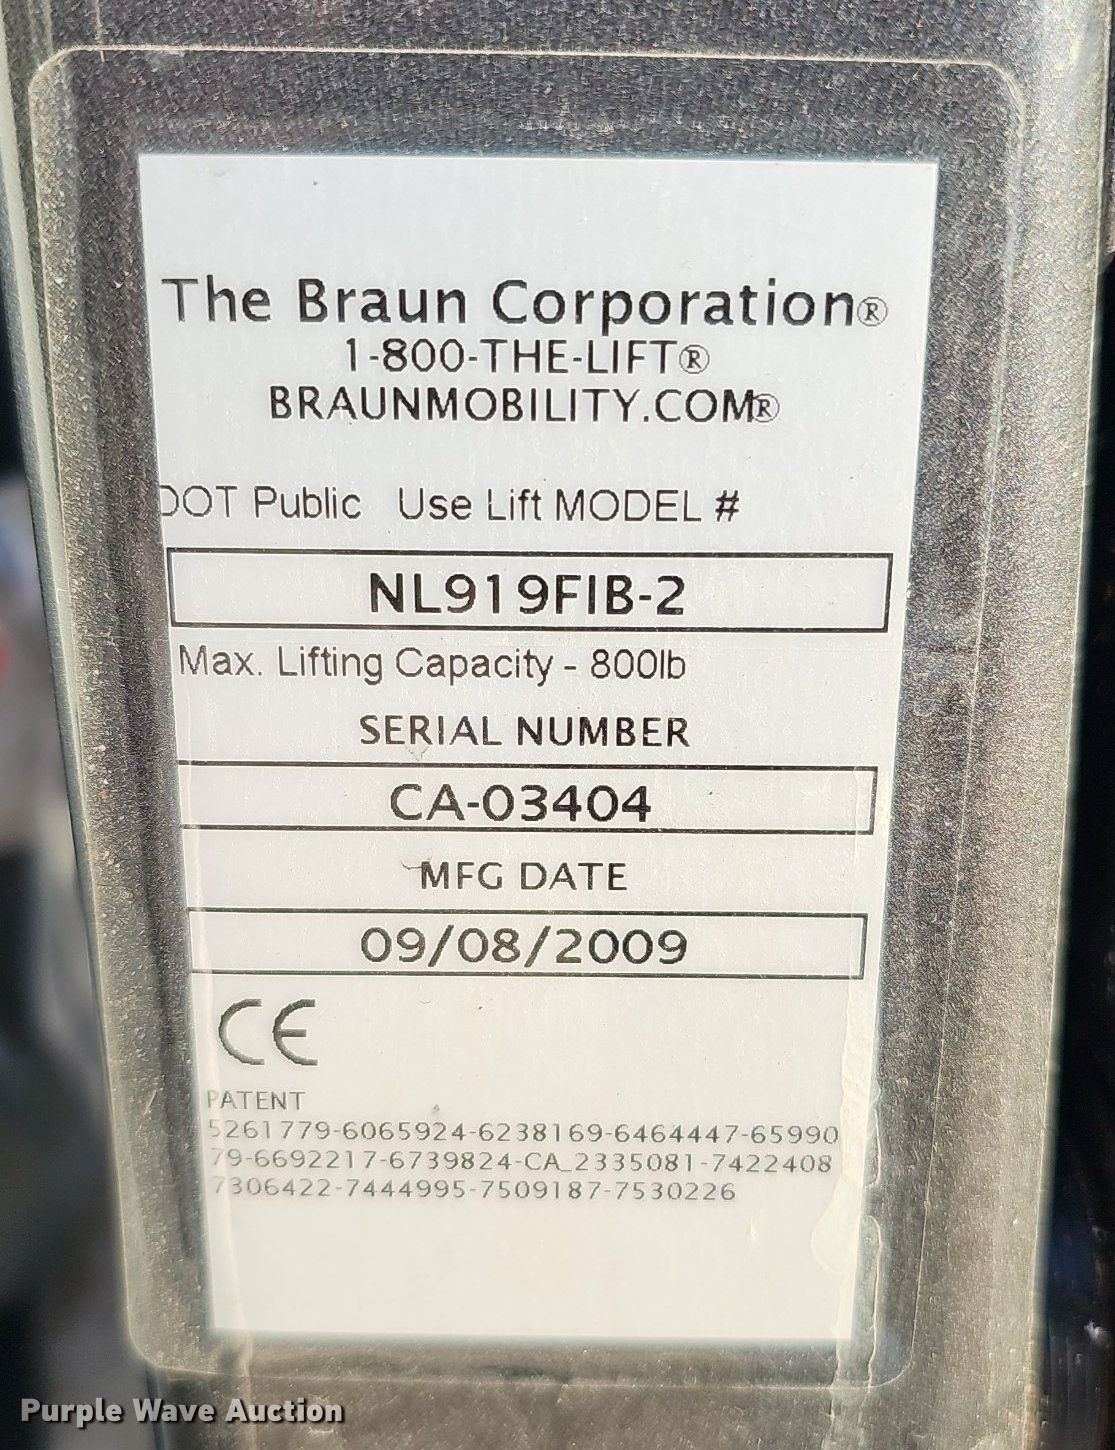 The Braun Corporation®
1-800-THE-LIFT®
BRAUNMOBILITY.COM®
DOT Public Use Lift MODEL #
NL919FIB-2
Max. Lifting Capacity - 800lb
SERIAL NUMBER
CA-03404
MFG DATE
09/08/2009
CE
PATENT
5261779-6065924-6238169-6464447-65990
79-6692217-6739824-CA_2335081-7422408
7306422-7444995-7509187-7530226
Purple Wave Auction